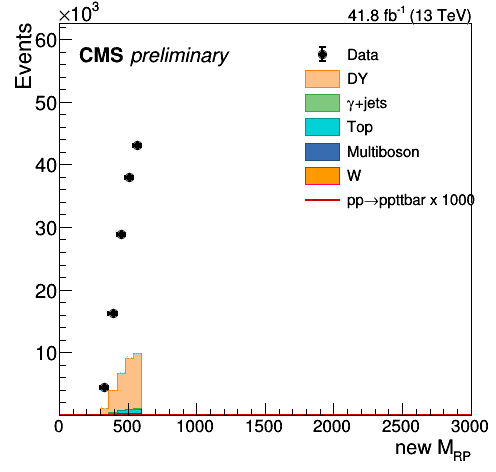 ×10³
41.8 fb⁻¹ (13 TeV)
Events
CMS preliminary
Data
DY
γ+jets
Top
Multiboson
W
pp→ppttbar x 1000
60
50
40
30
20
10
0 500 1000 1500 2000 2500 3000
new M_RP